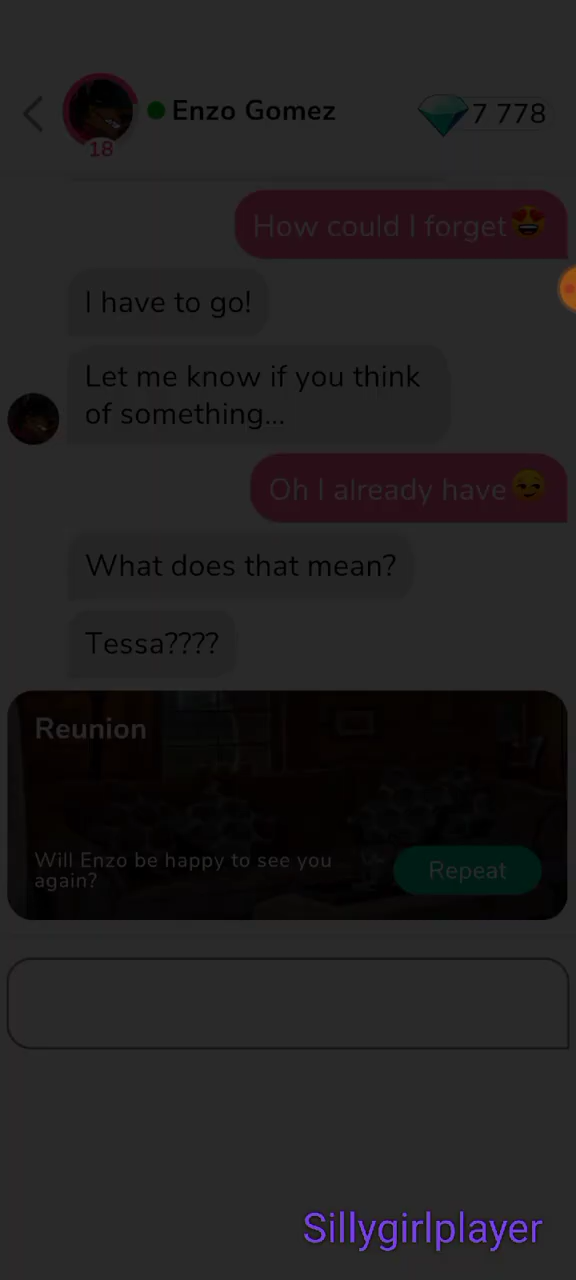 Enzo Gomez
7 778
18
How could I forget😍
I have to go!
Let me know if you think
of something...
Oh I already have😏
What does that mean?
Tessa????
Reunion
Will Enzo be happy to see you
again?
Repeat
Sillygirlplayer